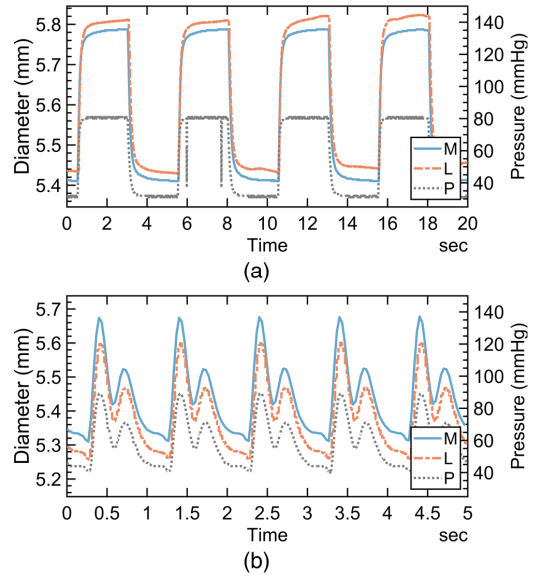 Diameter (mm)
5.8
5.7
5.6
5.5
5.4
140
120
100
80
60
40
Pressure (mmHg)
M
L
P
0 2 4 6 8 10 12 14 16 18 20
Time sec
(a)
Diameter (mm)
5.7
5.6
5.5
5.4
5.3
5.2
140
120
100
80
60
40
Pressure (mmHg)
M
L
P
0 0.5 1 1.5 2 2.5 3 3.5 4 4.5 5
Time sec
(b)